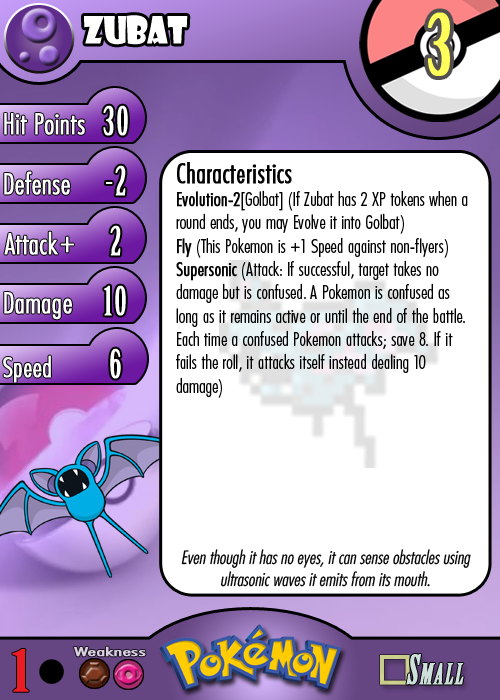 ZUBAT
3
Hit Points 30
Defense -2
Attack+ 2
Damage 10
Speed 6
Characteristics
Evolution-2[Golbat] (If Zubat has 2 XP tokens when a
round ends, you may Evolve it into Golbat)
Fly (This Pokemon is +1 Speed against non-flyers)
Supersonic (Attack: If successful, target takes no
damage but is confused. A Pokemon is confused as
long as it remains active or until the end of the battle.
Each time a confused Pokemon attacks; save 8. If it
fails the roll, it attacks itself instead dealing 10
damage)
Even though it has no eyes, it can sense obstacles using
ultrasonic waves it emits from its mouth.
1
Weakness
POKéMON
SMALL